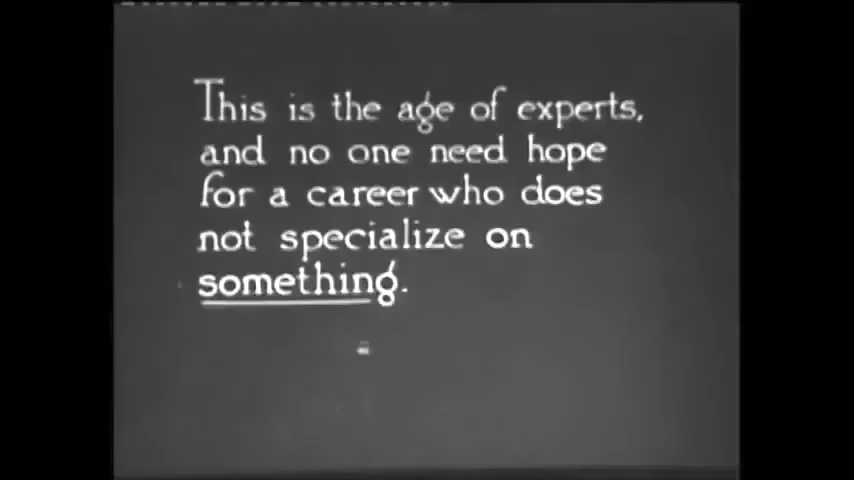 This is the age of experts,
and no one need hope
for a career who does
not specialize on
something.